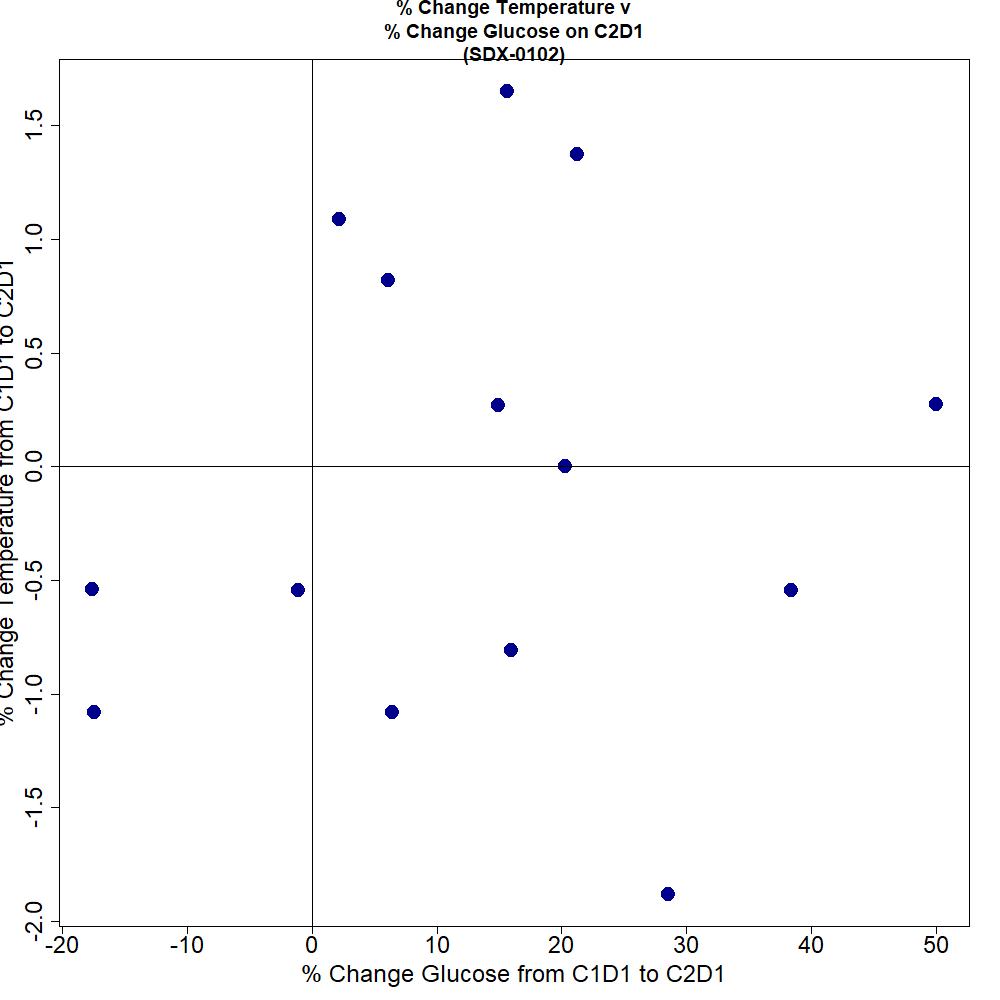 % Change Temperature v
% Change Glucose on C2D1
(SDX-0102)
% Change Temperature from C1D1 to C2D1
1.5
1.0
0.5
0.0
-0.5
-1.0
-1.5
-2.0
-20 -10 0 10 20 30 40 50
% Change Glucose from C1D1 to C2D1